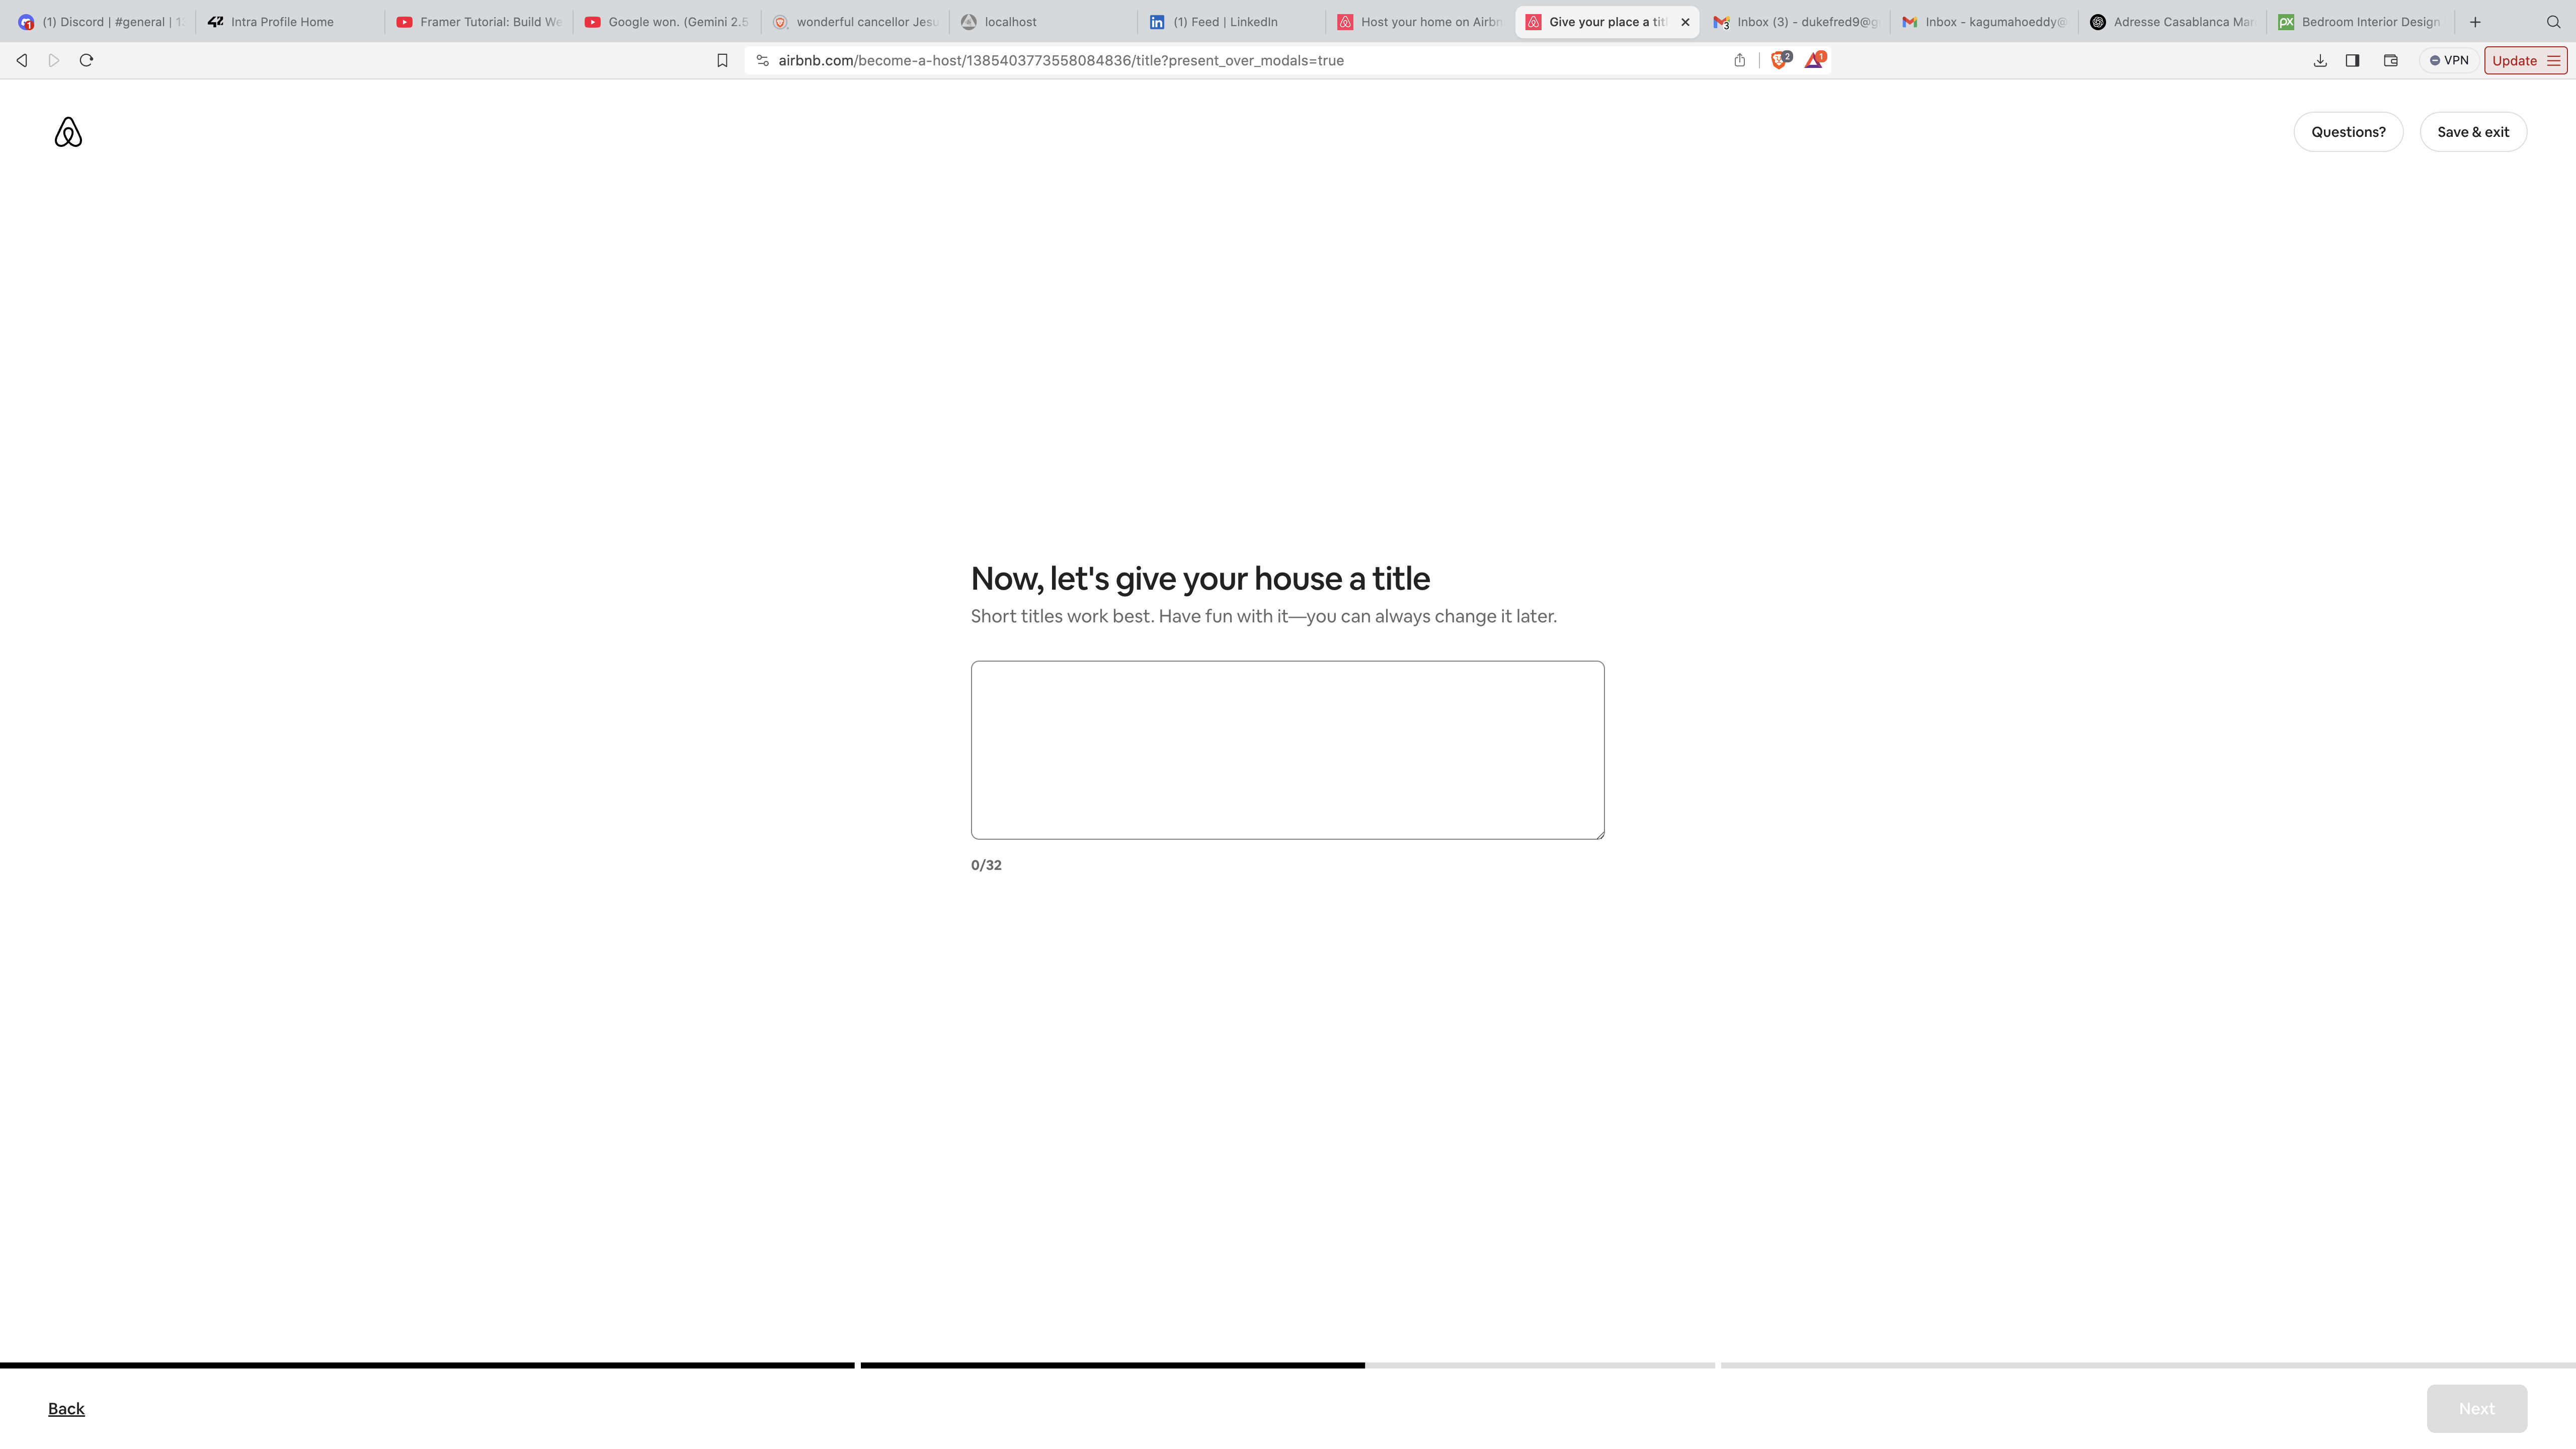 (1) Discord | #general | 13
Intra Profile Home
Framer Tutorial: Build We
Google won. (Gemini 2.5
wonderful cancellor Jesu
localhost
(1) Feed | LinkedIn
Host your home on Airbn
Give your place a titl
Inbox (3) - dukefred9@g
Inbox - kagumahoeddy@
Adresse Casablanca Mar
Bedroom Interior Design
airbnb.com/become-a-host/1385403773558084836/title?present_over_modals=true
2
1
VPN
Update
Questions?
Save & exit
Now, let's give your house a title
Short titles work best. Have fun with it—you can always change it later.
0/32
Back
Next